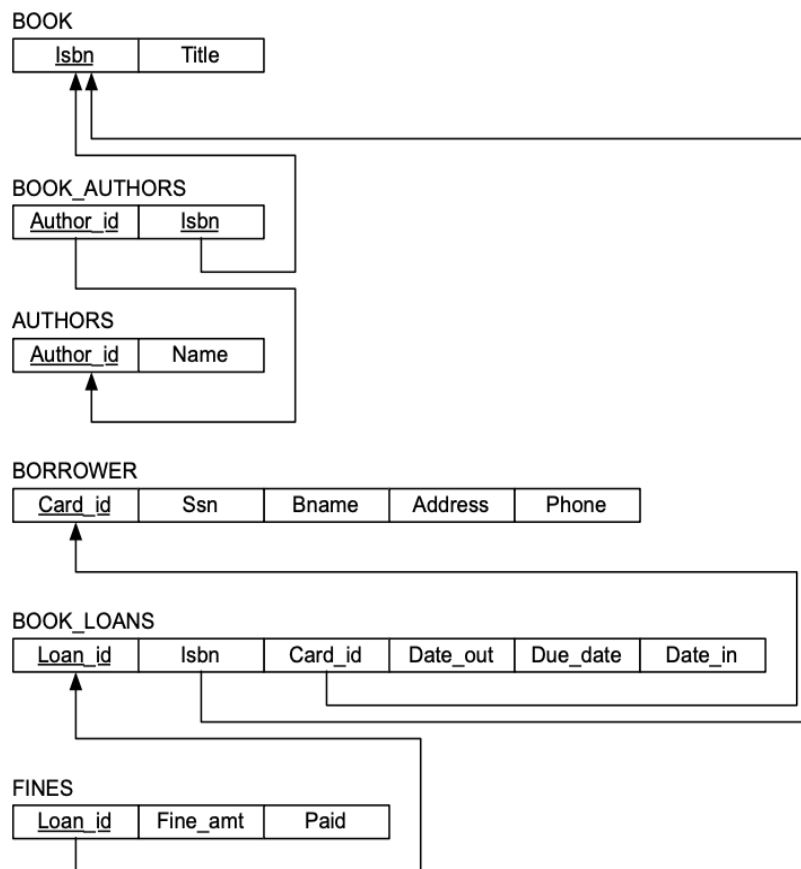 BOOK
Isbn Title
BOOK_AUTHORS
Author_id Isbn
AUTHORS
Author_id Name
BORROWER
Card_id Ssn Bname Address Phone
BOOK_LOANS
Loan_id Isbn Card_id Date_out Due_date Date_in
FINES
Loan_id Fine_amt Paid